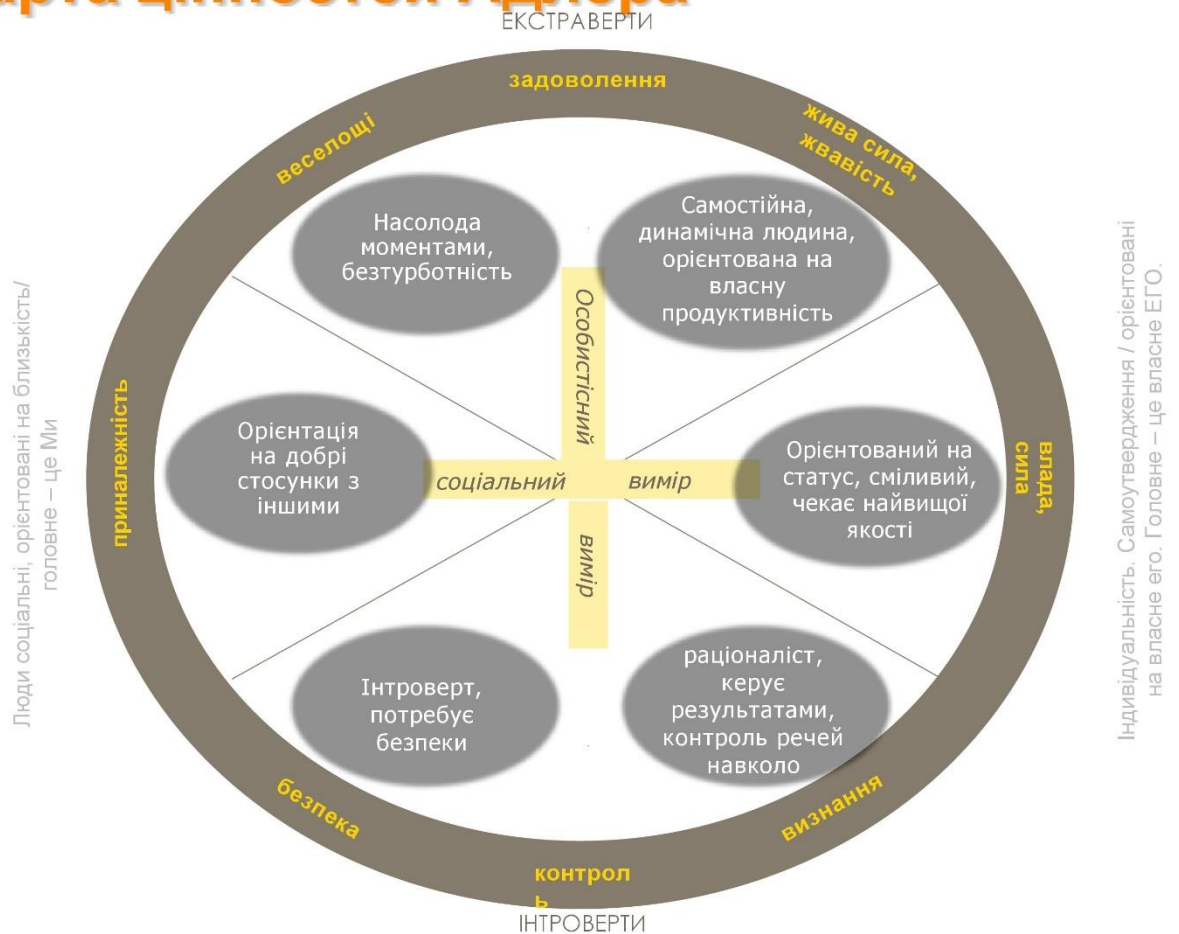 арта цінностей Адлера
ЕКСТРАВЕРТИ
задоволення
веселощі
жива сила,
жвавість
Насолода
моментами,
безтурботність
Самостійна,
динамічна людина,
орієнтована на
власну
продуктивність
Особистісний
вимір
соціальний вимір
приналежність
Орієнтація
на добрі
стосунки з
іншими
Орієнтований на
статус, сміливий,
чекає найвищої
якості
влада,
сила
Інтроверт,
потребує
безпеки
раціоналіст,
керує
результатами,
контроль речей
навколо
безпека
визнання
контрол
ь
ІНТРОВЕРТИ
Люди соціальні, орієнтовані на близькість/
головне – це Ми
Індивідуальність. Самоутвердження / орієнтовані
на власне его. Головне – це власне ЕГО.